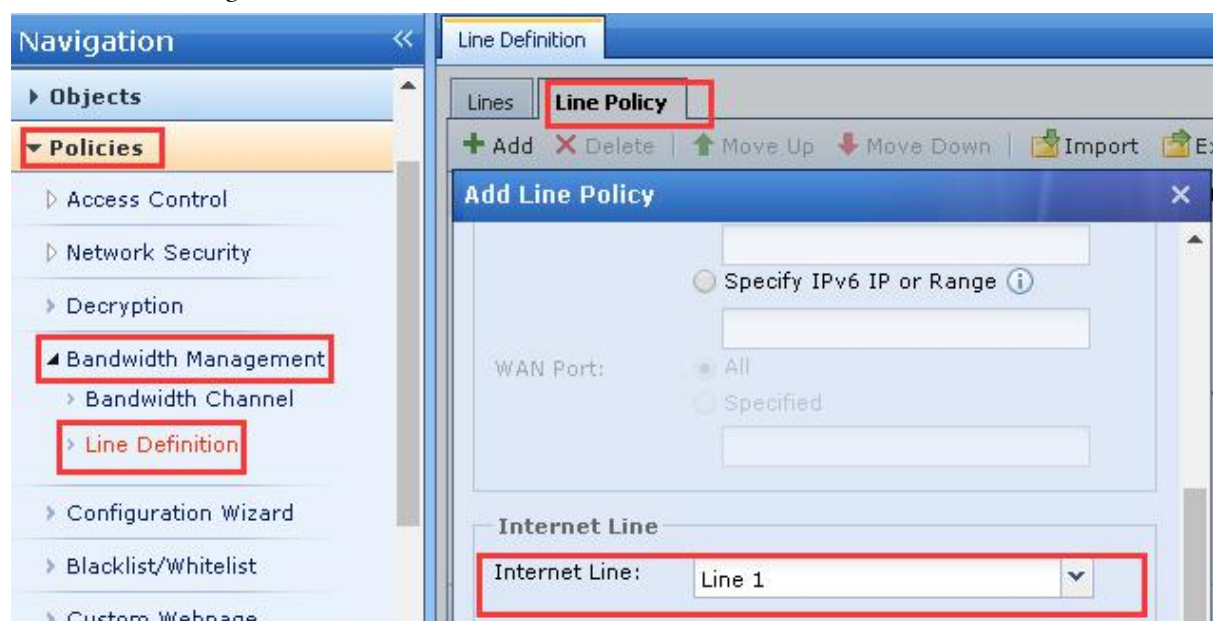 Navigation
Objects
Policies
Access Control
Network Security
Decryption
Bandwidth Management
Bandwidth Channel
Line Definition
Configuration Wizard
Blacklist/Whitelist
Custom Webpage
Line Definition
Lines Line Policy
Add Delete Move Up Move Down Import
Add Line Policy
Specify IPv6 IP or Range
WAN Port: All
Specified
Internet Line
Internet Line: Line 1